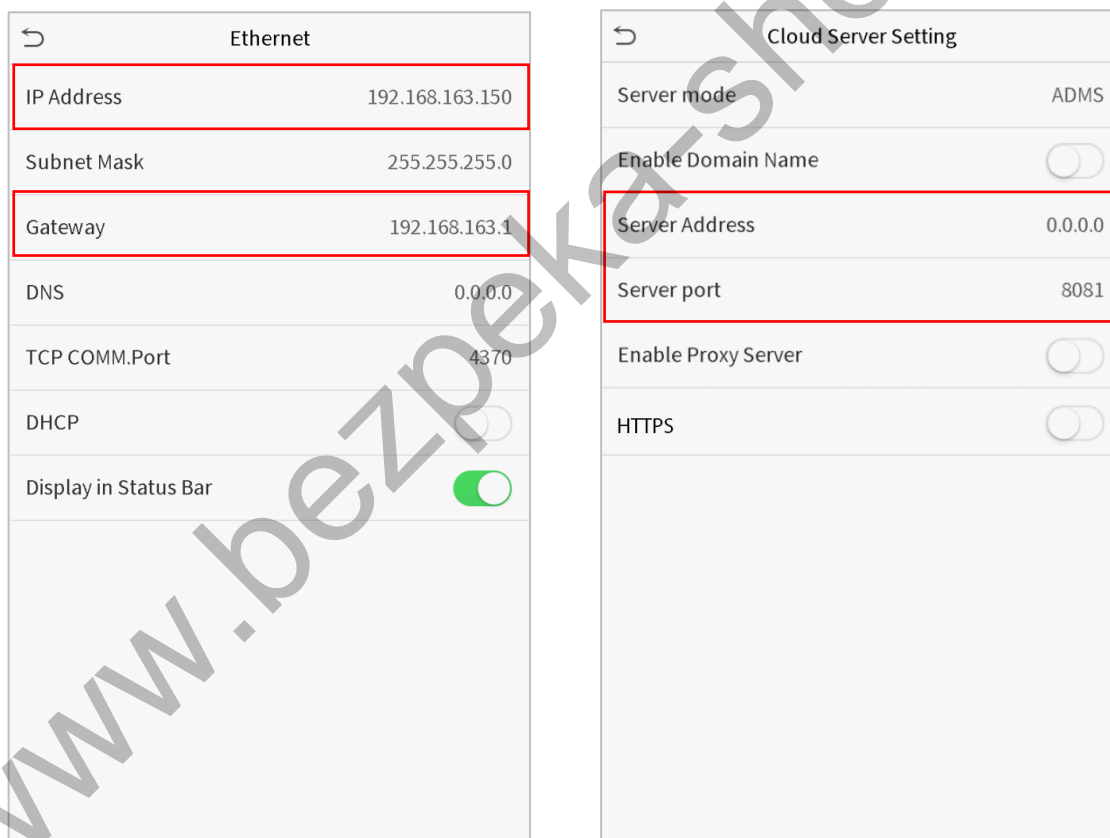 Ethernet
IP Address 192.168.163.150
Subnet Mask 255.255.255.0
Gateway 192.168.163.1
DNS 0.0.0.0
TCP COMM.Port 4370
DHCP
Display in Status Bar
Cloud Server Setting
Server mode ADMS
Enable Domain Name
Server Address 0.0.0.0
Server port 8081
Enable Proxy Server
HTTPS
www.bezpeka-sho